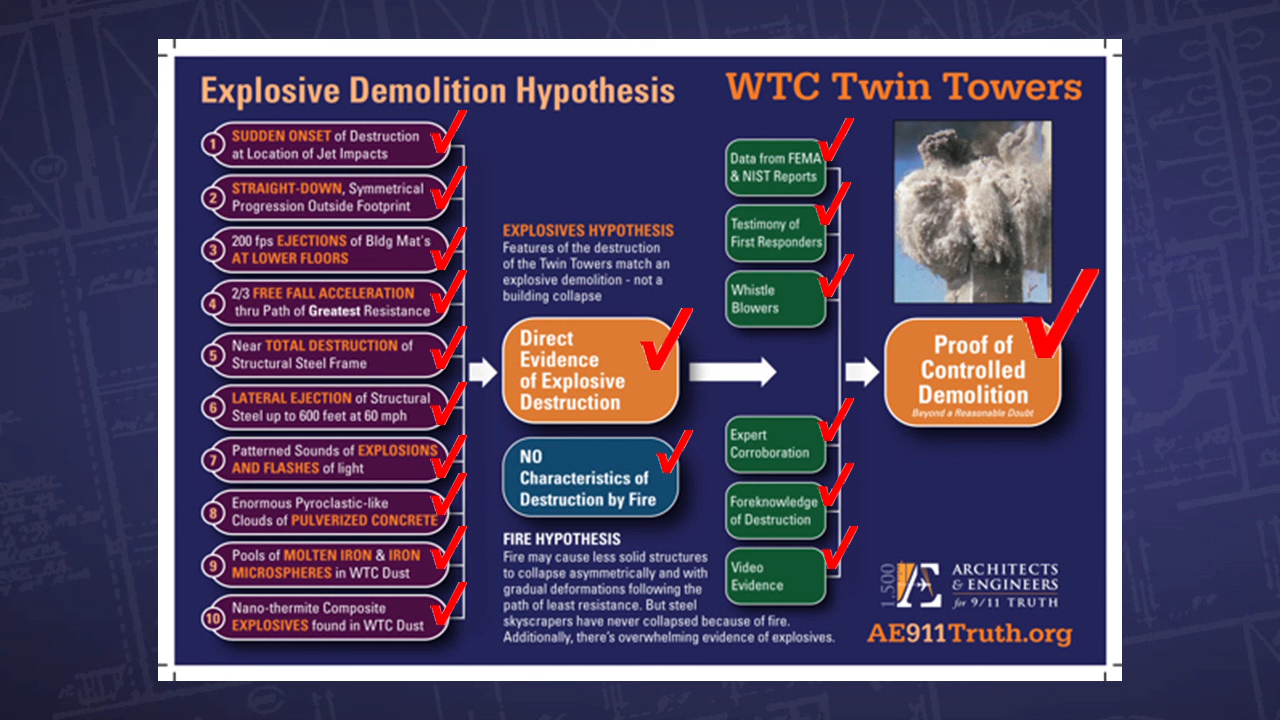 Explosive Demolition Hypothesis
WTC Twin Towers
1 SUDDEN ONSET of Destruction
at Location of Jet Impacts
2 STRAIGHT-DOWN, Symmetrical
Progression Outside Footprint
3 200 fps EJECTIONS of Bldg Mat's
AT LOWER FLOORS
4 2/3 FREE FALL ACCELERATION
thru Path of Greatest Resistance
5 Near TOTAL DESTRUCTION of
Structural Steel Frame
6 LATERAL EJECTION of Structural
Steel up to 600 feet at 60 mph
7 Patterned Sounds of EXPLOSIONS
AND FLASHES of light
8 Enormous Pyroclastic-like
Clouds of PULVERIZED CONCRETE
9 Pools of MOLTEN IRON & IRON
MICROSPHERES in WTC Dust
10 Nano-thermite Composite
EXPLOSIVES found in WTC Dust
EXPLOSIVES HYPOTHESIS
Features of the destruction
of the Twin Towers match an
explosive demolition - not a
building collapse
Direct
Evidence
of Explosive
Destruction
NO
Characteristics of
Destruction by Fire
FIRE HYPOTHESIS
Fire may cause less solid structures
to collapse asymmetrically and with
gradual deformations following the
path of least resistance. But steel
skyscrapers have never collapsed because of fire.
Additionally, there's overwhelming evidence of explosives.
Data from FEMA
& NIST Reports
Testimony of
First Responders
Whistle
Blowers
Expert
Corroboration
Foreknowledge
of Destruction
Video
Evidence
Proof of
Controlled
Demolition
Beyond a Reasonable Doubt
1,500
AE
ARCHITECTS
& ENGINEERS
for 9/11 TRUTH
AE911Truth.org